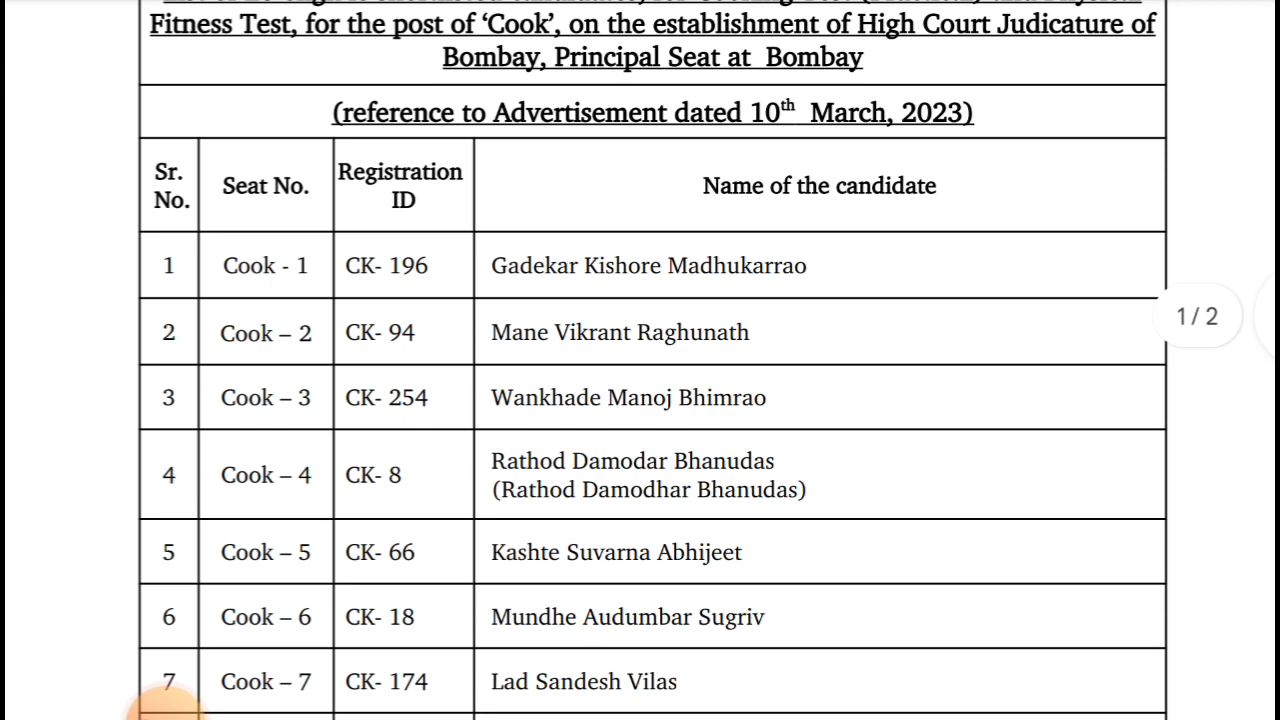 Fitness Test, for the post of ‘Cook’, on the establishment of High Court Judicature of
Bombay, Principal Seat at Bombay
(reference to Advertisement dated 10th March, 2023)
Sr. No. Seat No. Registration ID Name of the candidate
1 Cook - 1 CK- 196 Gadekar Kishore Madhukarrao
2 Cook – 2 CK- 94 Mane Vikrant Raghunath
1 / 2
3 Cook – 3 CK- 254 Wankhade Manoj Bhimrao
4 Cook – 4 CK- 8 Rathod Damodar Bhanudas
(Rathod Damodhar Bhanudas)
5 Cook – 5 CK- 66 Kashte Suvarna Abhijeet
6 Cook – 6 CK- 18 Mundhe Audumbar Sugriv
7 Cook – 7 CK- 174 Lad Sandesh Vilas